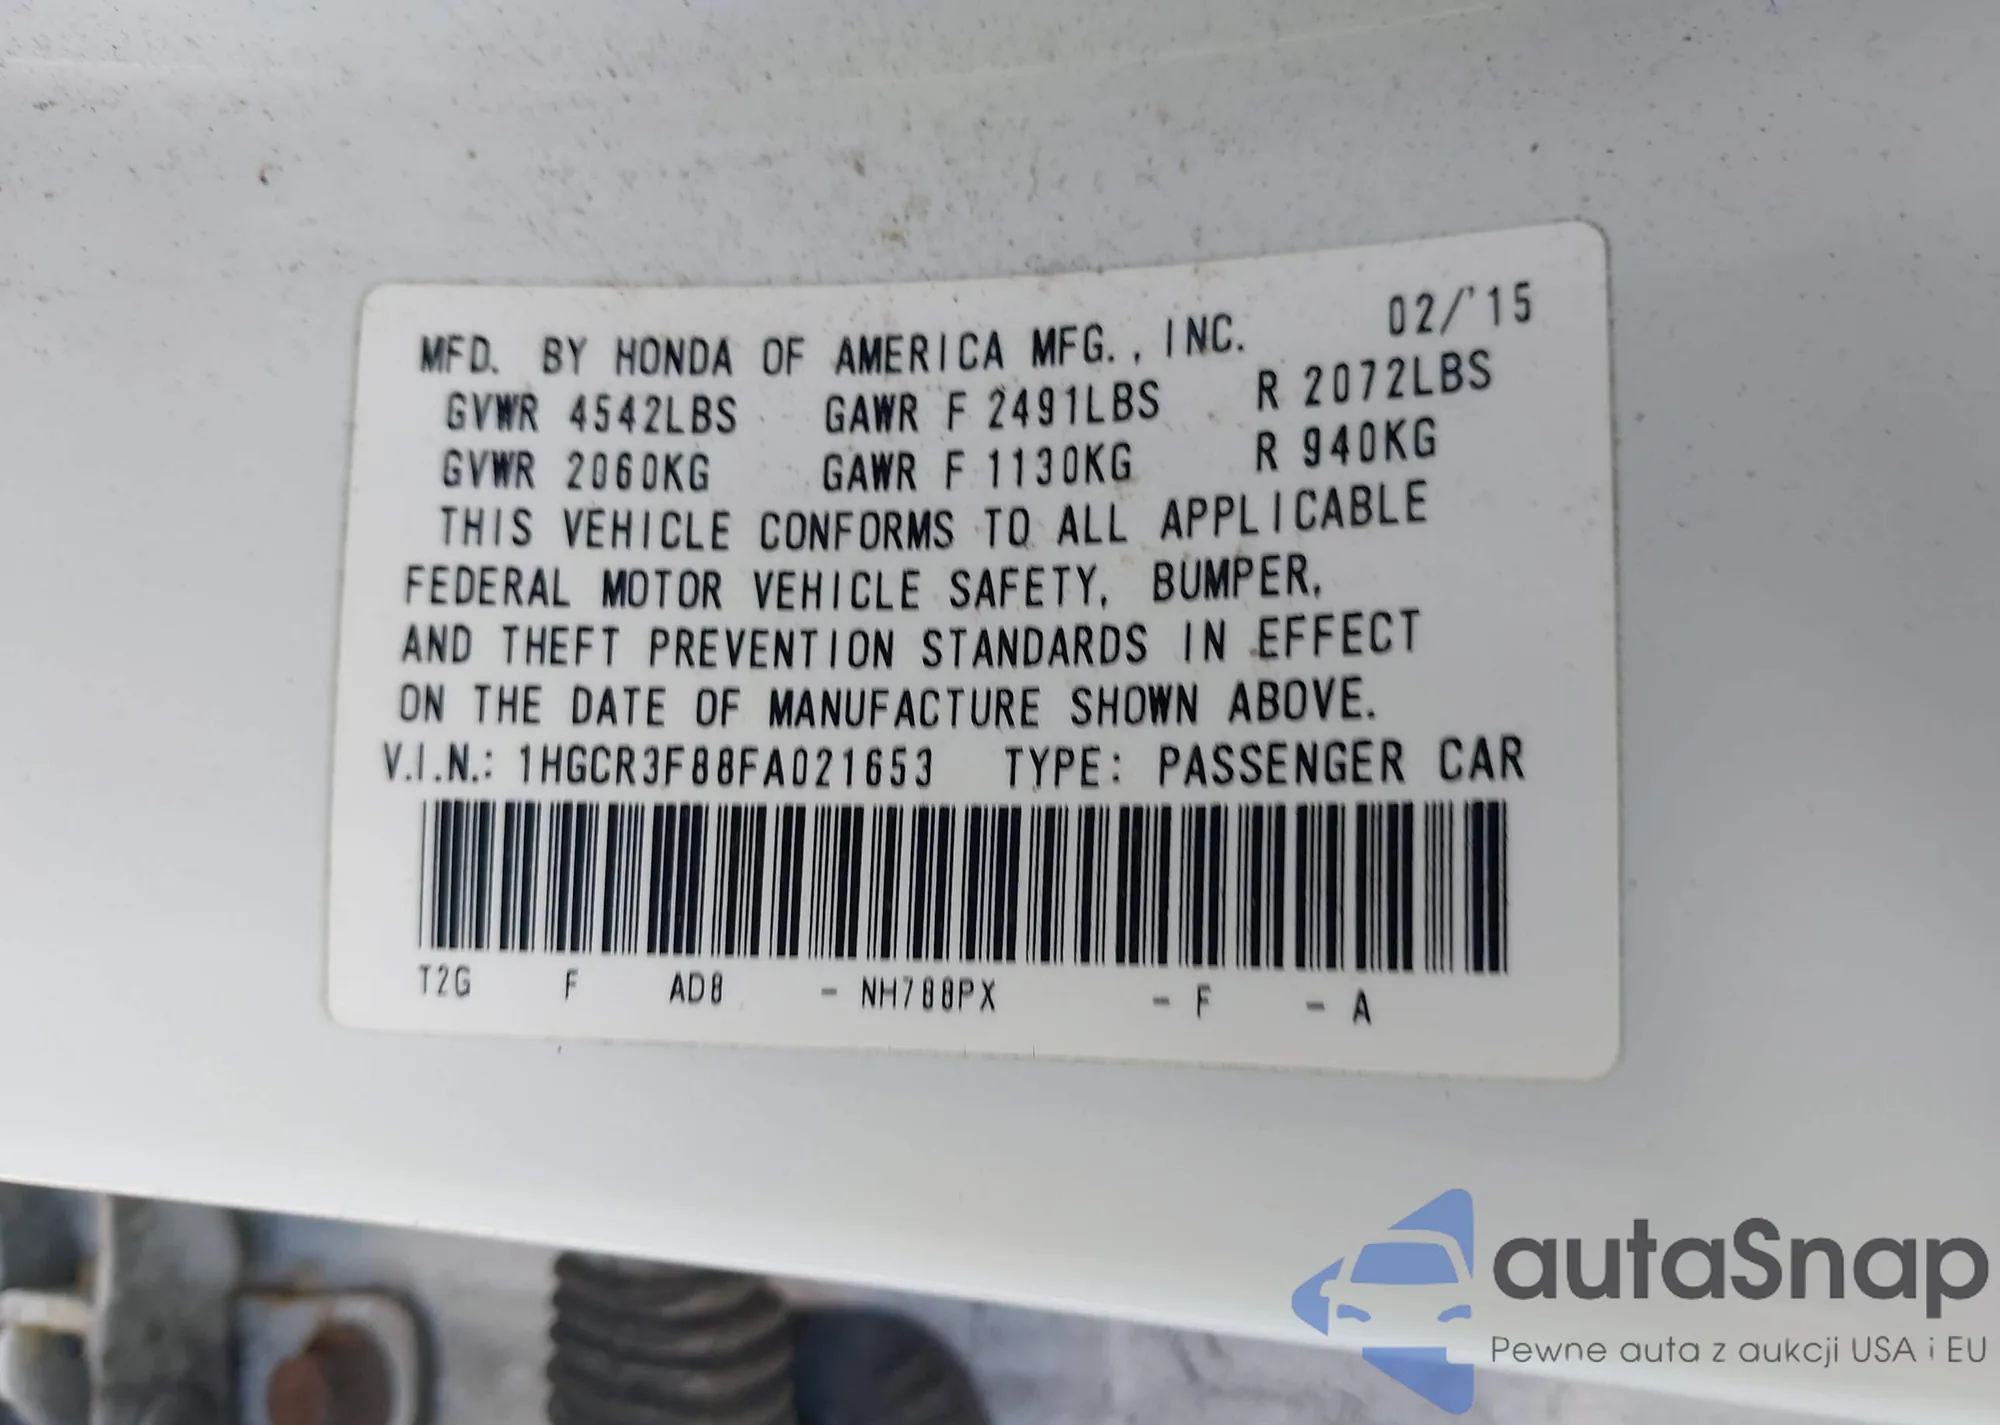 MFD. BY HONDA OF AMERICA MFG., INC. 02/'15
GVWR 4542LBS GAWR F 2491LBS R 2072LBS
GVWR 2060KG GAWR F 1130KG R 940KG
THIS VEHICLE CONFORMS TO ALL APPLICABLE
FEDERAL MOTOR VEHICLE SAFETY, BUMPER,
AND THEFT PREVENTION STANDARDS IN EFFECT
ON THE DATE OF MANUFACTURE SHOWN ABOVE.
V.I.N.: 1HGCR3F88FA021653 TYPE: PASSENGER CAR
T2G F AD8 - NH788PX - F - A
autaSnap
Pewne auta z aukcji USA i EU